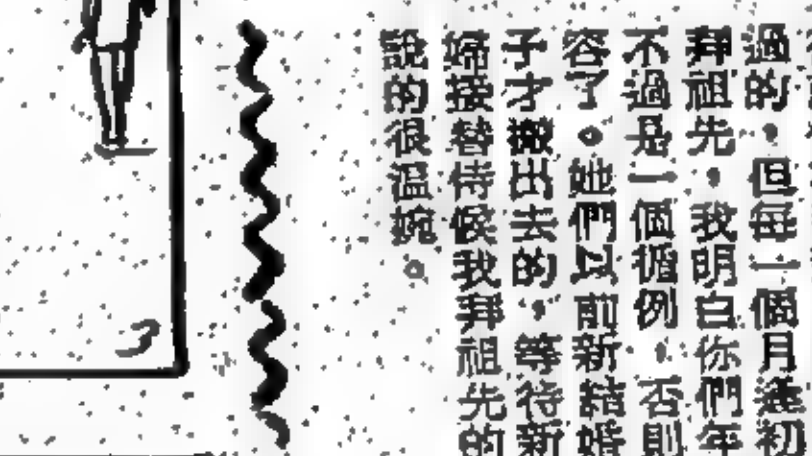 過的，但每一個月逢初
拜祖先，我明白你們年
不過是一個循例，否則
容了。她們以前新結婚
子才搬出去的，等待新
婦接替侍候我拜祖先的
說的很溫婉。